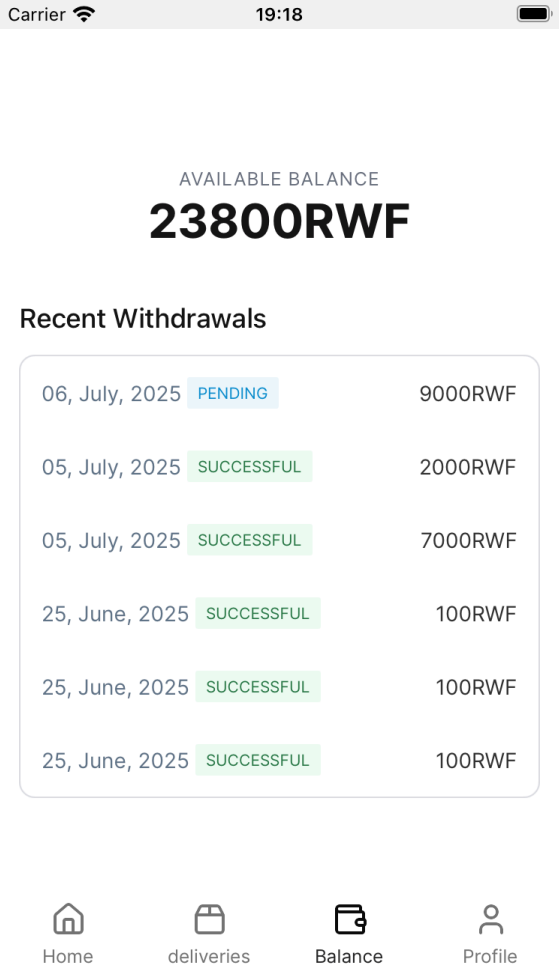 Carrier 19:18
AVAILABLE BALANCE
23800RWF
Recent Withdrawals
06, July, 2025 PENDING 9000RWF
05, July, 2025 SUCCESSFUL 2000RWF
05, July, 2025 SUCCESSFUL 7000RWF
25, June, 2025 SUCCESSFUL 100RWF
25, June, 2025 SUCCESSFUL 100RWF
25, June, 2025 SUCCESSFUL 100RWF
Home deliveries Balance Profile